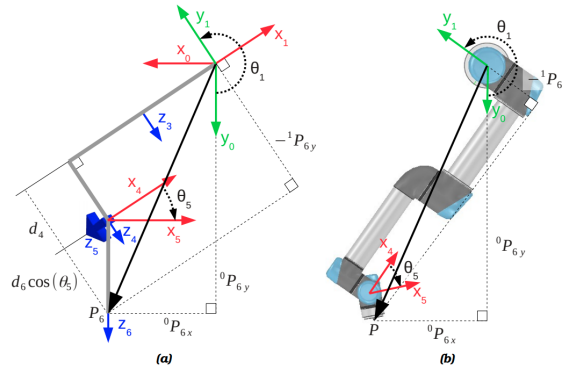 y₁
x₀
x₁
θ₁
y₀
z₃
−¹P₆y
x₄
θ₅
z₅
z₄
x₅
d₄
d₆cos(θ₅)
⁰P₆y
P₆
z₆
⁰P₆x
(a)
y₁
θ₁
−¹P₆
y₀
x₄
θ₅
x₅
⁰P₆y
P
⁰P₆x
(b)